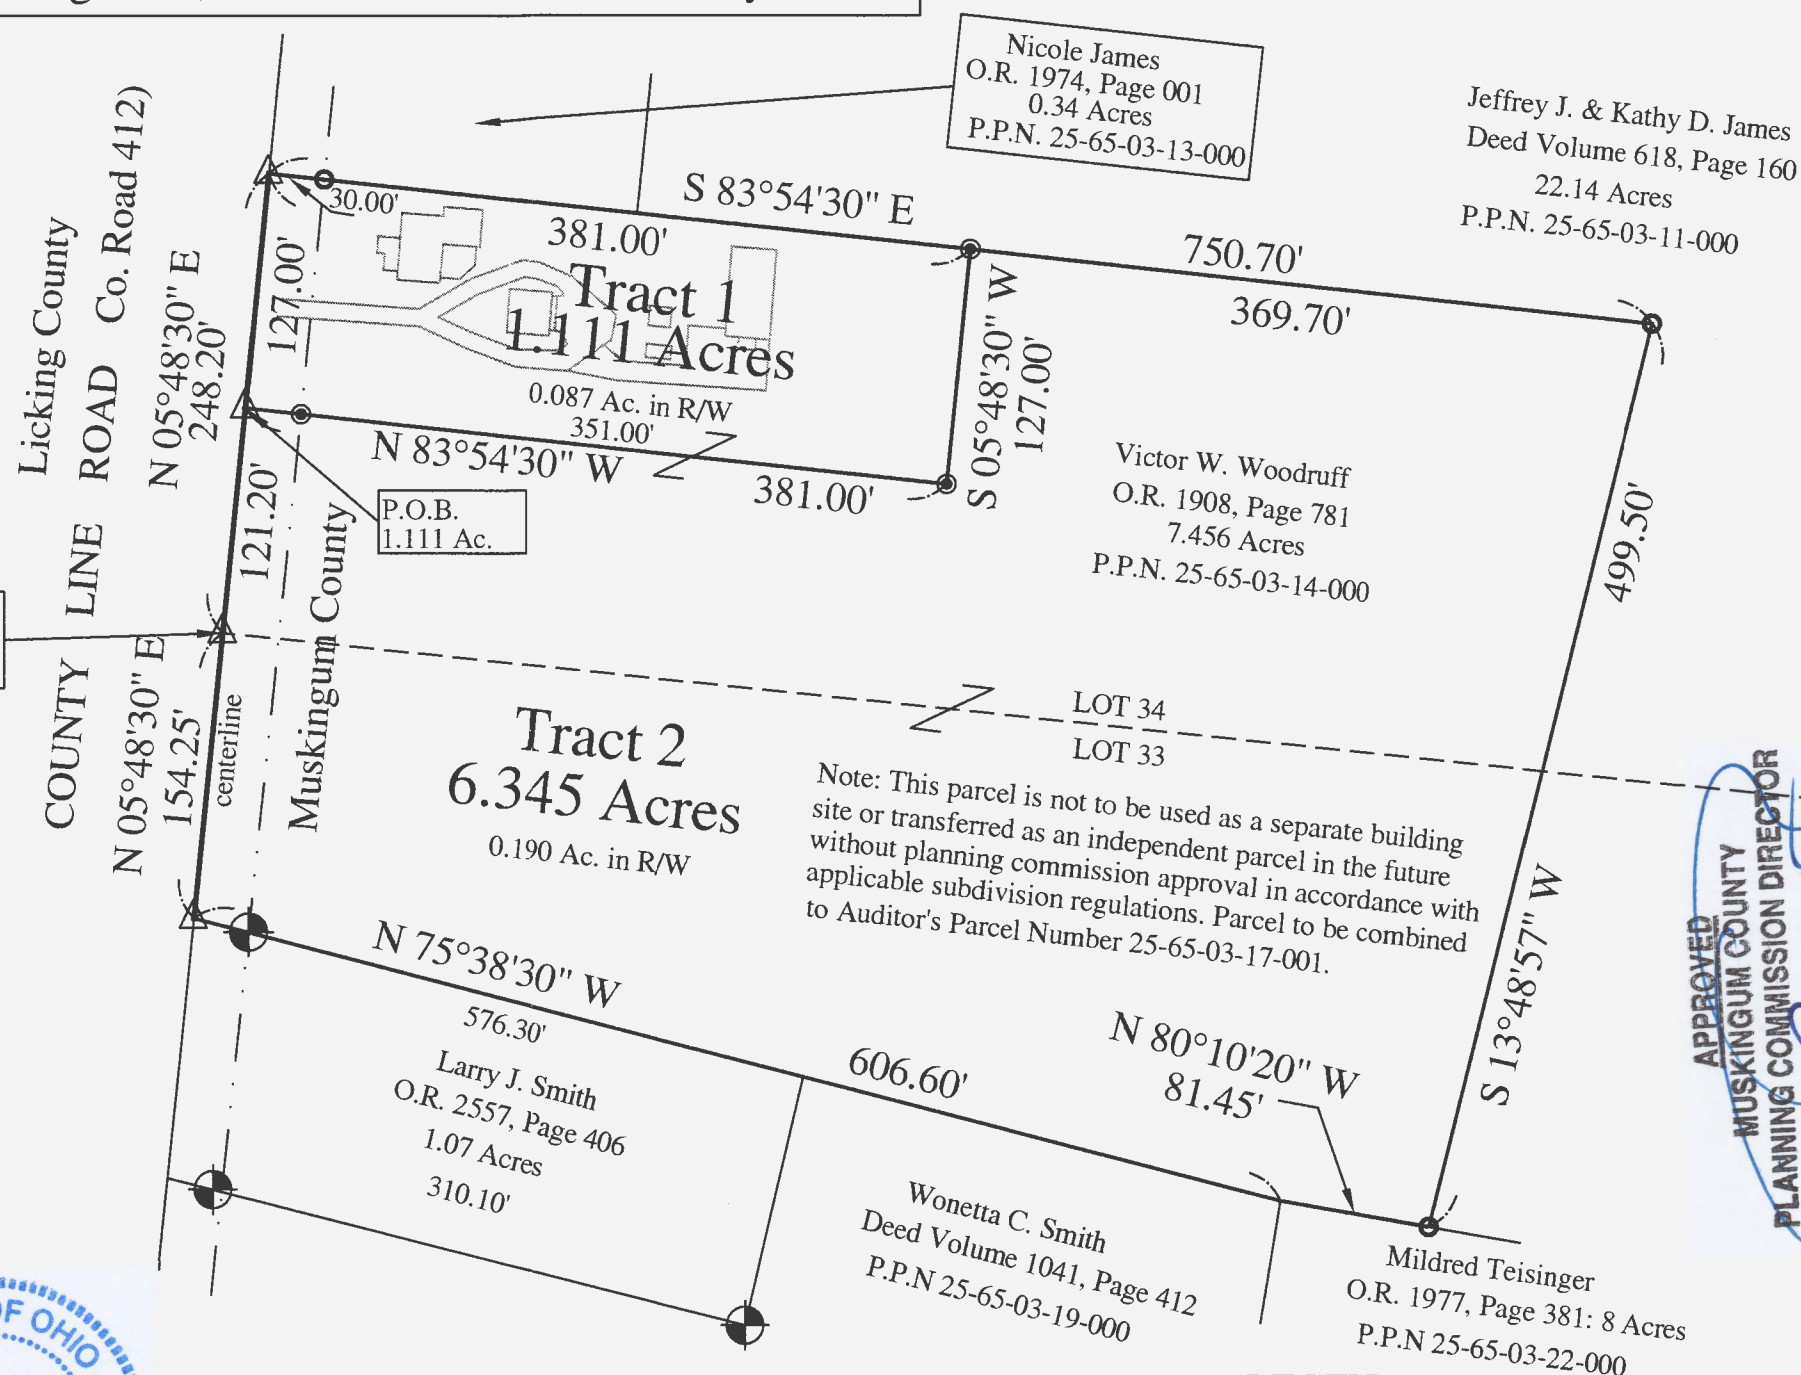 Nicole James
O.R. 1974, Page 001
0.34 Acres
P.P.N. 25-65-03-13-000
Jeffrey J. & Kathy D. James
Deed Volume 618, Page 160
22.14 Acres
P.P.N. 25-65-03-11-000
Licking County
COUNTY LINE ROAD Co. Road 412)
N 05°48'30" E
248.20'
127.00'
30.00'
S 83°54'30" E
381.00'
750.70'
369.70'
Tract 1
1.111 Acres
0.087 Ac. in R/W
351.00'
N 83°54'30" W
381.00'
S 05°48'30" W
127.00'
P.O.B.
1.111 Ac.
121.20'
Muskingum County
Victor W. Woodruff
O.R. 1908, Page 781
7.456 Acres
P.P.N. 25-65-03-14-000
499.50'
S 13°48'57" W
N 05°48'30" E
154.25'
centerline
LOT 34
LOT 33
Tract 2
6.345 Acres
0.190 Ac. in R/W
Note: This parcel is not to be used as a separate building
site or transferred as an independent parcel in the future
without planning commission approval in accordance with
applicable subdivision regulations. Parcel to be combined
to Auditor's Parcel Number 25-65-03-17-001.
APPROVED
MUSKINGUM COUNTY
PLANNING COMMISSION DIRECTOR
N 75°38'30" W
576.30'
606.60'
N 80°10'20" W
81.45'
Larry J. Smith
O.R. 2557, Page 406
1.07 Acres
310.10'
Wonetta C. Smith
Deed Volume 1041, Page 412
P.P.N 25-65-03-19-000
Mildred Teisinger
O.R. 1977, Page 381: 8 Acres
P.P.N 25-65-03-22-000
OF OHIO